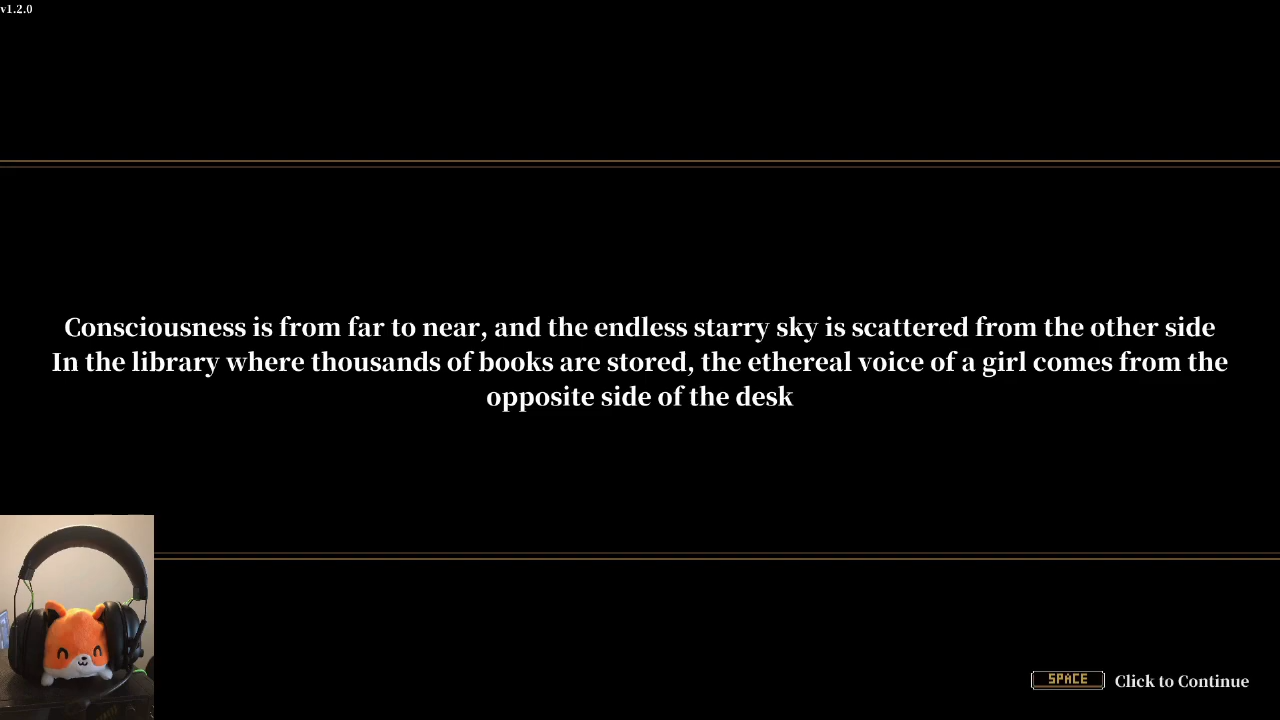 v1.2.0
Consciousness is from far to near, and the endless starry sky is scattered from the other side
In the library where thousands of books are stored, the ethereal voice of a girl comes from the
opposite side of the desk
SPACE Click to Continue